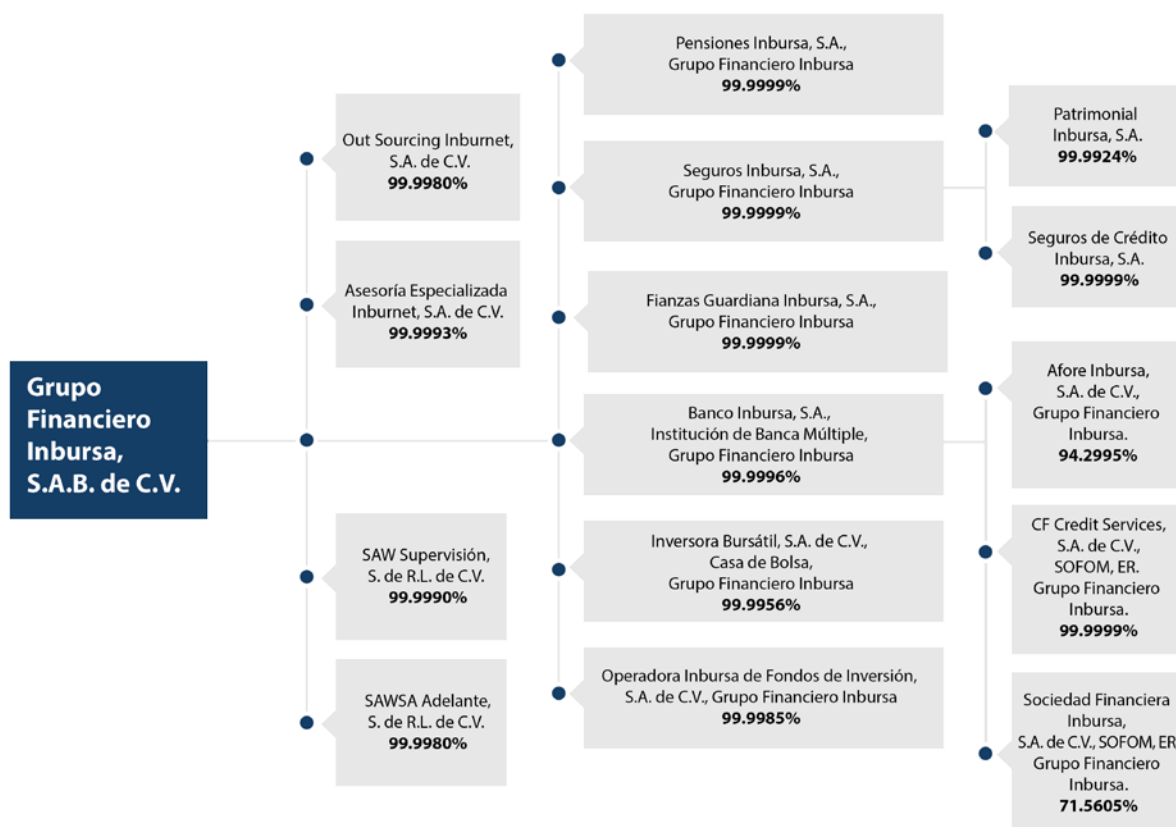 Grupo
Financiero
Inbursa,
S.A.B. de C.V.
Out Sourcing Inburnet,
S.A. de C.V.
99.9980%
Asesoría Especializada
Inburnet, S.A. de C.V.
99.9993%
SAW Supervisión,
S. de R.L. de C.V.
99.9990%
SAWSA Adelante,
S. de R.L. de C.V.
99.9980%
Pensiones Inbursa, S.A.,
Grupo Financiero Inbursa
99.9999%
Seguros Inbursa, S.A.,
Grupo Financiero Inbursa
99.9999%
Fianzas Guardiana Inbursa, S.A.,
Grupo Financiero Inbursa
99.9999%
Banco Inbursa, S.A.,
Institución de Banca Múltiple,
Grupo Financiero Inbursa
99.9996%
Inversora Bursátil, S.A. de C.V.,
Casa de Bolsa,
Grupo Financiero Inbursa
99.9956%
Operadora Inbursa de Fondos de Inversión,
S.A. de C.V., Grupo Financiero Inbursa
99.9985%
Patrimonial
Inbursa, S.A.
99.9924%
Seguros de Crédito
Inbursa, S.A.
99.9999%
Afore Inbursa,
S.A. de C.V.,
Grupo Financiero
Inbursa.
94.2995%
CF Credit Services,
S.A. de C.V.,
SOFOM, ER.
Grupo Financiero
Inbursa.
99.9999%
Sociedad Financiera
Inbursa,
S.A. de C.V., SOFOM, ER
Grupo Financiero
Inbursa.
71.5605%